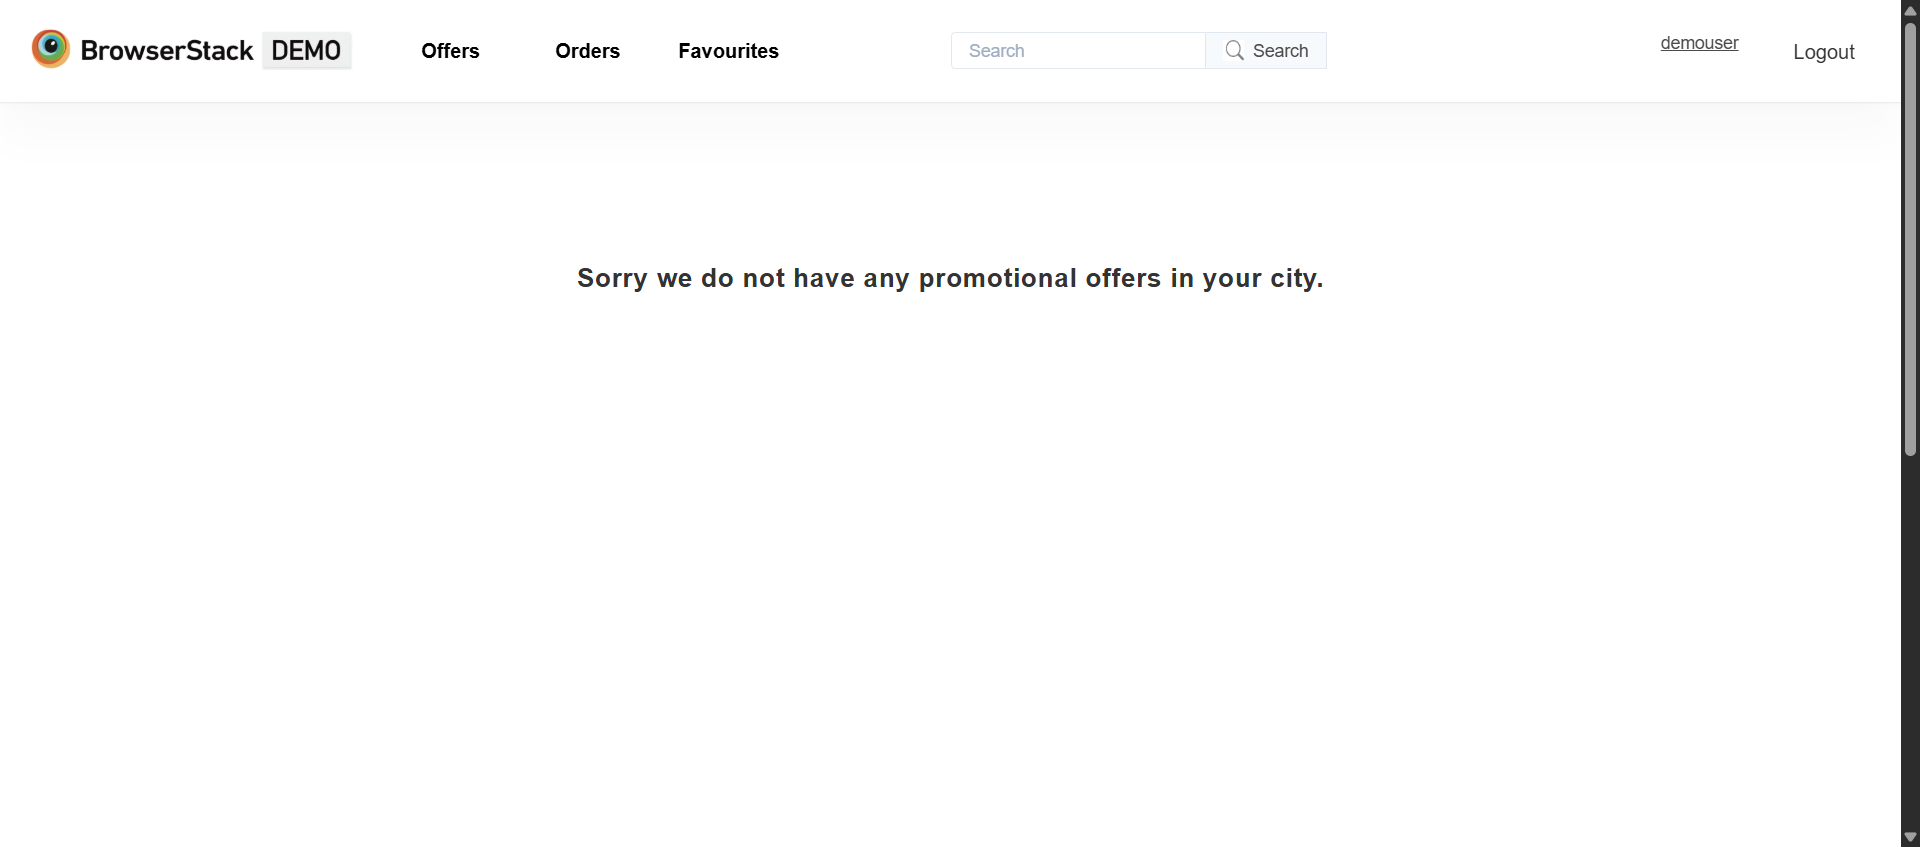 BrowserStack DEMO
Offers
Orders
Favourites
Search
Search
demouser
Logout
Sorry we do not have any promotional offers in your city.